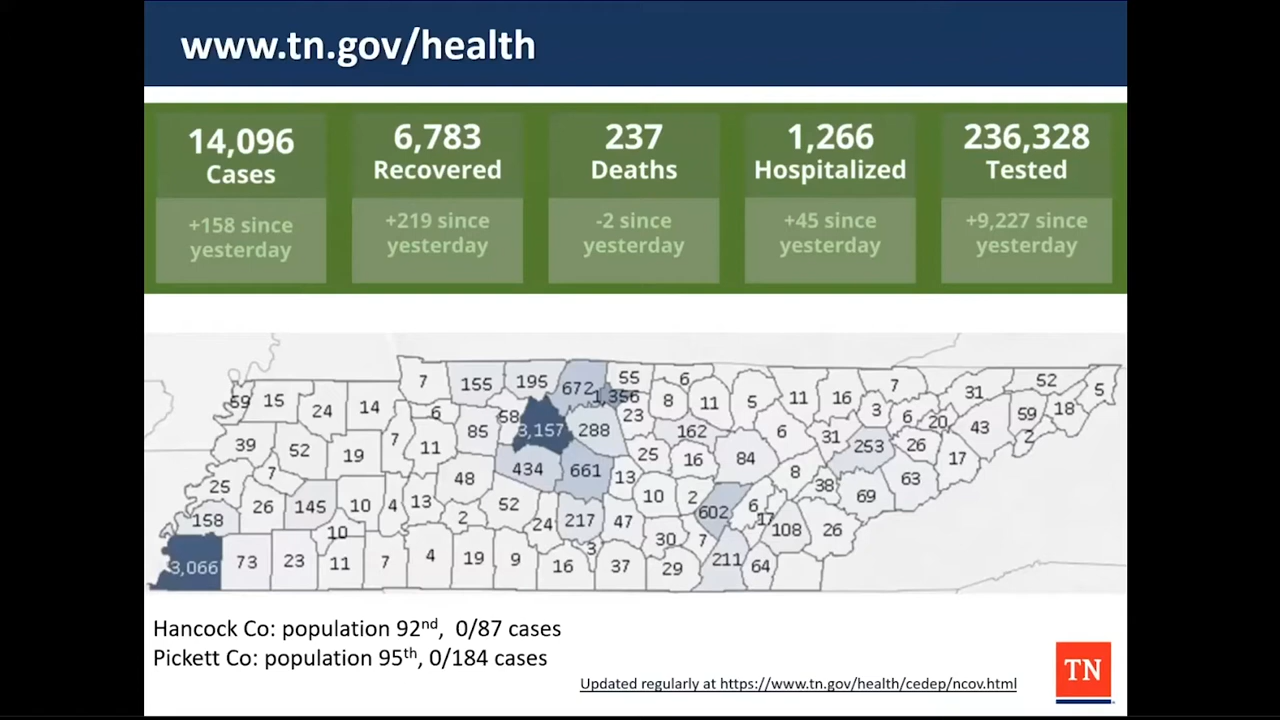 www.tn.gov/health
14,096 6,783 237 1,266 236,328
Cases Recovered Deaths Hospitalized Tested
+158 since +219 since -2 since +45 since +9,227 since
yesterday yesterday yesterday yesterday yesterday
7 155 195 672 55 6 7 31 52 5
59 15 24 14 6 58 1,356 23 8 11 5 11 16 3 6 20 59 18
39 52 19 7 11 85 3,157 288 162 6 31 253 26 43 2
7 48 434 661 25 16 84 8 17
25 26 145 10 4 13 52 13 10 2 38 69 63
158 10 2 24 217 47 602 6 17 108 26
3,066 73 23 11 7 4 19 9 16 3 37 30 29 7 211 64
Hancock Co: population 92nd, 0/87 cases
Pickett Co: population 95th, 0/184 cases
Updated regularly at https://www.tn.gov/health/cedep/ncov.html
TN